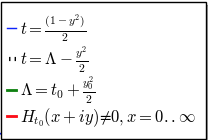 t = (1 − y²)/2
t = Λ − y²/2
Λ = t₀ + y₀²/2
H_{t₀}(x + iy) ≠ 0, x = 0 . . ∞